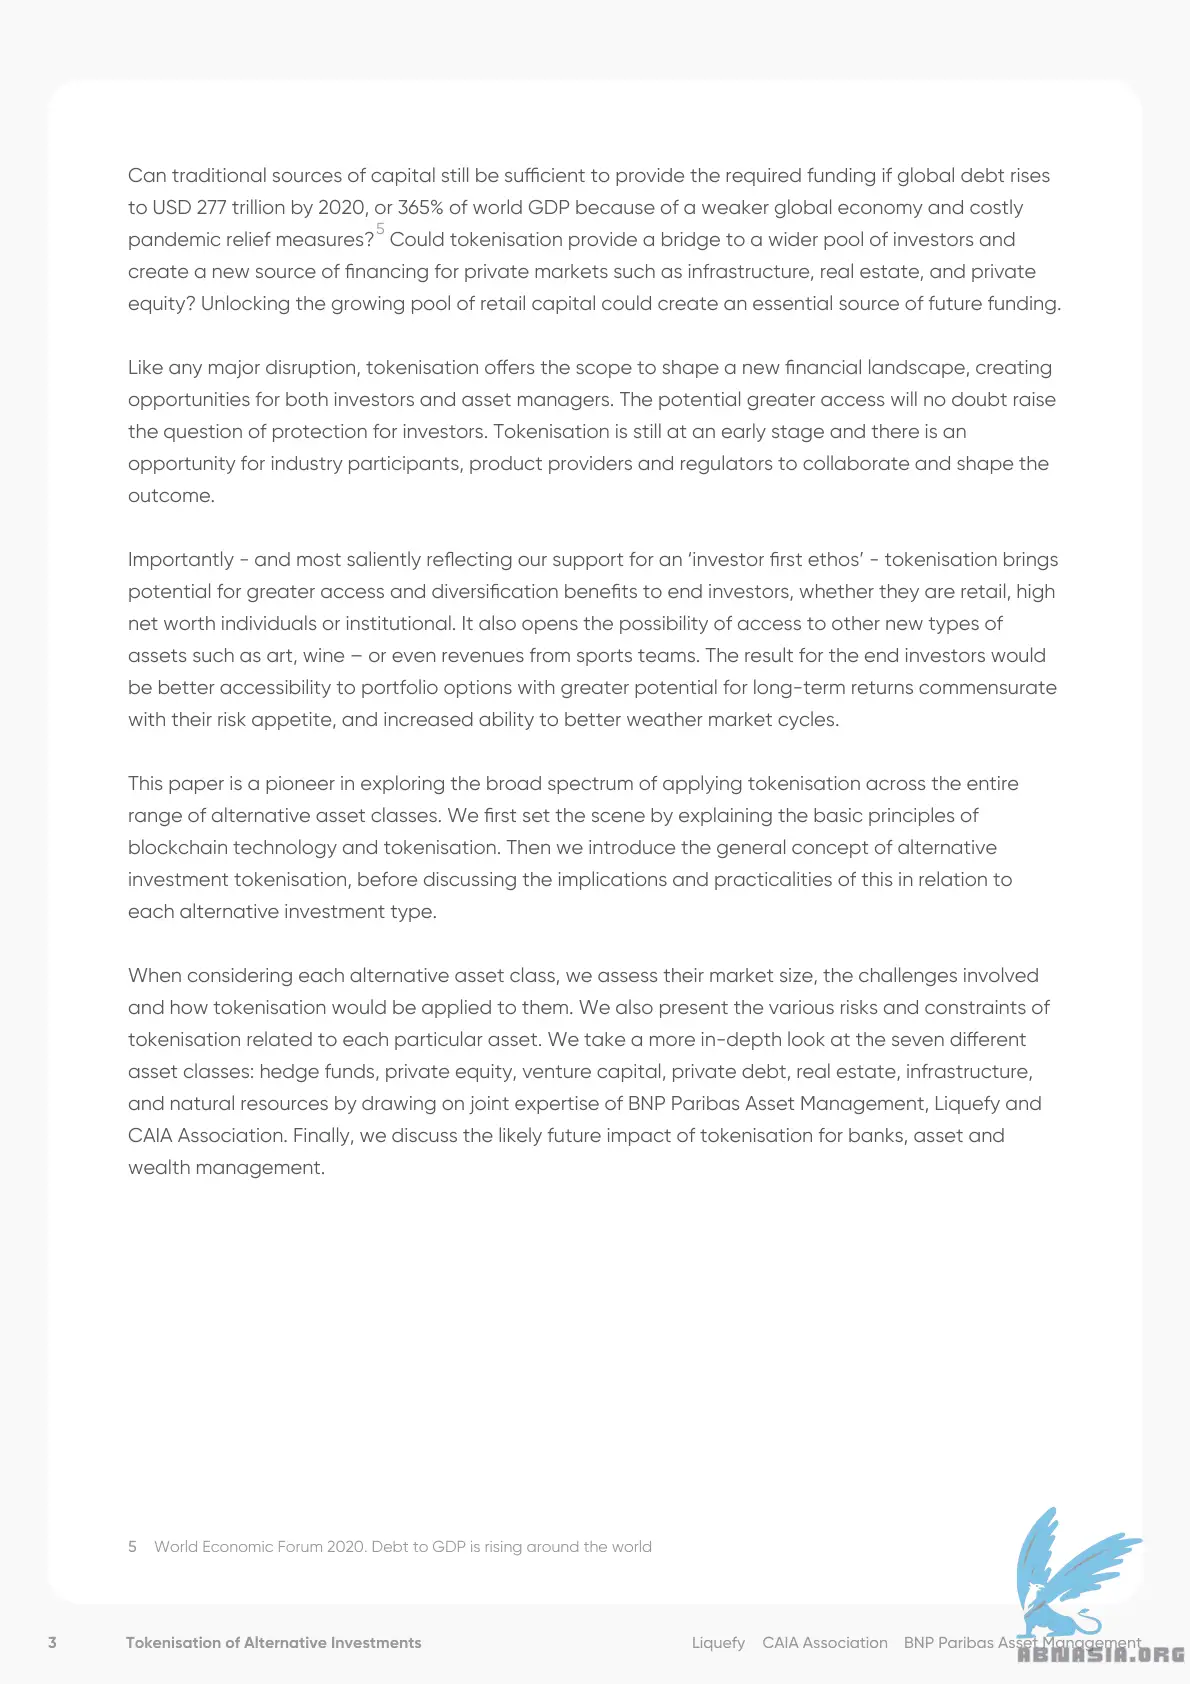 Can traditional sources of capital still be sufficient to provide the required funding if global debt rises
to USD 277 trillion by 2020, or 365% of world GDP because of a weaker global economy and costly
pandemic relief measures?5 Could tokenisation provide a bridge to a wider pool of investors and
create a new source of financing for private markets such as infrastructure, real estate, and private
equity? Unlocking the growing pool of retail capital could create an essential source of future funding.
Like any major disruption, tokenisation offers the scope to shape a new financial landscape, creating
opportunities for both investors and asset managers. The potential greater access will no doubt raise
the question of protection for investors. Tokenisation is still at an early stage and there is an
opportunity for industry participants, product providers and regulators to collaborate and shape the
outcome.
Importantly - and most saliently reflecting our support for an ‘investor first ethos’ - tokenisation brings
potential for greater access and diversification benefits to end investors, whether they are retail, high
net worth individuals or institutional. It also opens the possibility of access to other new types of
assets such as art, wine – or even revenues from sports teams. The result for the end investors would
be better accessibility to portfolio options with greater potential for long-term returns commensurate
with their risk appetite, and increased ability to better weather market cycles.
This paper is a pioneer in exploring the broad spectrum of applying tokenisation across the entire
range of alternative asset classes. We first set the scene by explaining the basic principles of
blockchain technology and tokenisation. Then we introduce the general concept of alternative
investment tokenisation, before discussing the implications and practicalities of this in relation to
each alternative investment type.
When considering each alternative asset class, we assess their market size, the challenges involved
and how tokenisation would be applied to them. We also present the various risks and constraints of
tokenisation related to each particular asset. We take a more in-depth look at the seven different
asset classes: hedge funds, private equity, venture capital, private debt, real estate, infrastructure,
and natural resources by drawing on joint expertise of BNP Paribas Asset Management, Liquefy and
CAIA Association. Finally, we discuss the likely future impact of tokenisation for banks, asset and
wealth management.
5 World Economic Forum 2020. Debt to GDP is rising around the world
3 Tokenisation of Alternative Investments Liquefy CAIA Association BNP Paribas Asset Management
ABMASIA.ORG